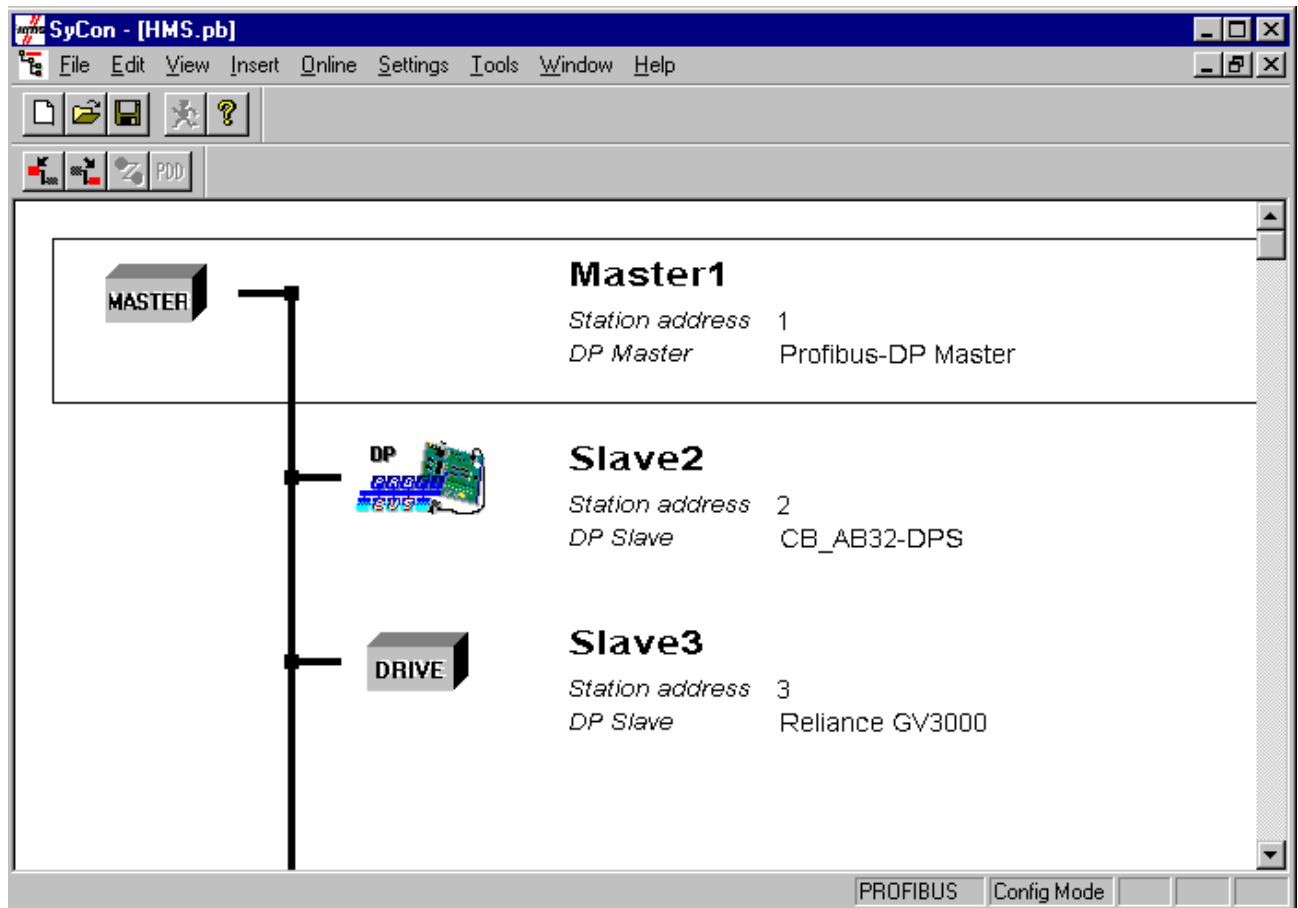 SyCon - [HMS.pb]
File Edit View Insert Online Settings Tools Window Help
PDD
MASTER
Master1
Station address 1
DP Master Profibus-DP Master
DP
PROFI
BUS
Slave2
Station address 2
DP Slave CB_AB32-DPS
DRIVE
Slave3
Station address 3
DP Slave Reliance GV3000
PROFIBUS Config Mode